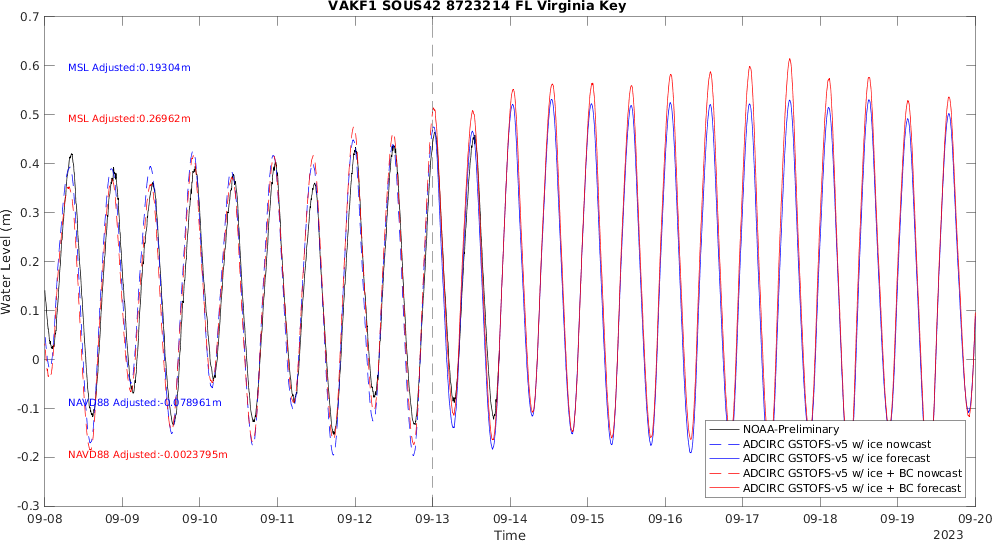 VAKF1 SOUS42 8723214 FL Virginia Key
0.7
0.6
0.5
0.4
0.3
0.2
0.1
0
-0.1
-0.2
-0.3
Water Level (m)
MSL Adjusted:0.19304m
MSL Adjusted:0.26962m
NAVD88 Adjusted:-0.078961m
NAVD88 Adjusted:-0.0023795m
NOAA-Preliminary
ADCIRC GSTOFS-v5 w/ ice nowcast
ADCIRC GSTOFS-v5 w/ ice forecast
ADCIRC GSTOFS-v5 w/ ice + BC nowcast
ADCIRC GSTOFS-v5 w/ ice + BC forecast
09-08 09-09 09-10 09-11 09-12 09-13 09-14 09-15 09-16 09-17 09-18 09-19 09-20
Time
2023